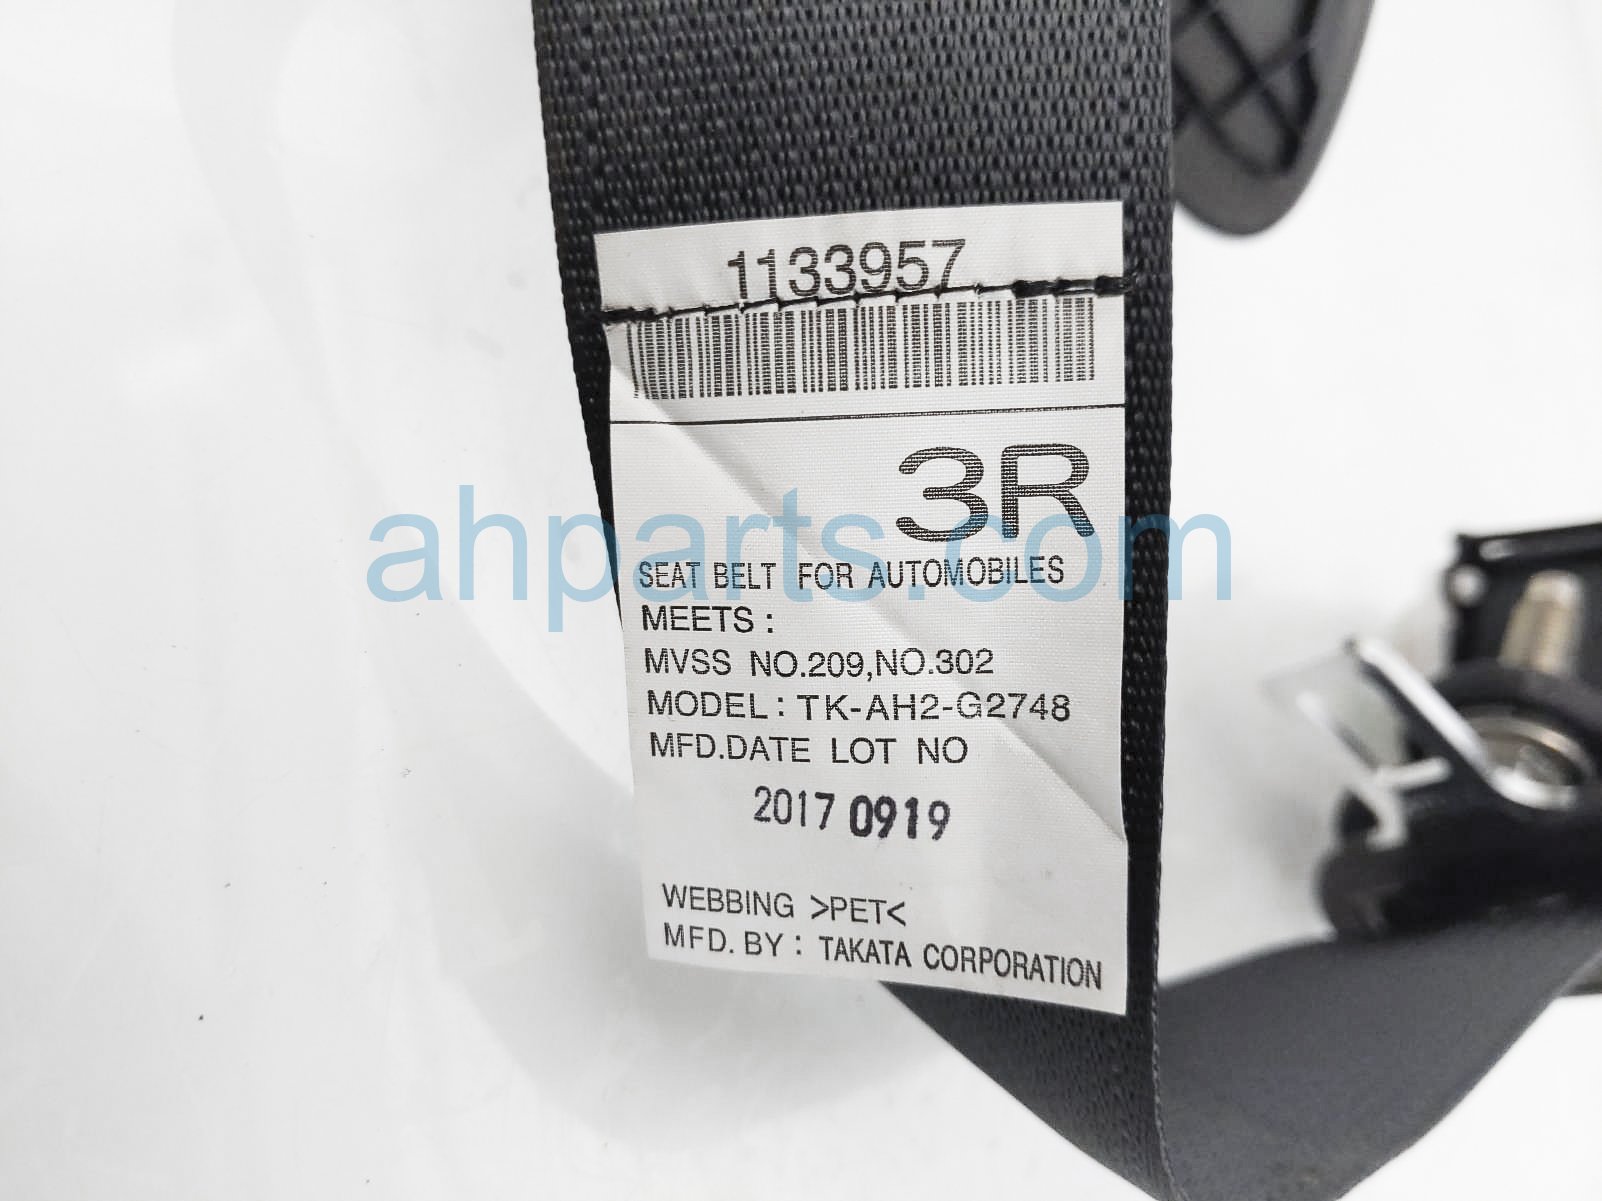 1133957
3R
SEAT BELT FOR AUTOMOBILES
MEETS :
MVSS NO.209,NO.302
MODEL : TK-AH2-G2748
MFD.DATE LOT NO
2017 0919
WEBBING >PET<
MFD. BY : TAKATA CORPORATION
ahparts.com